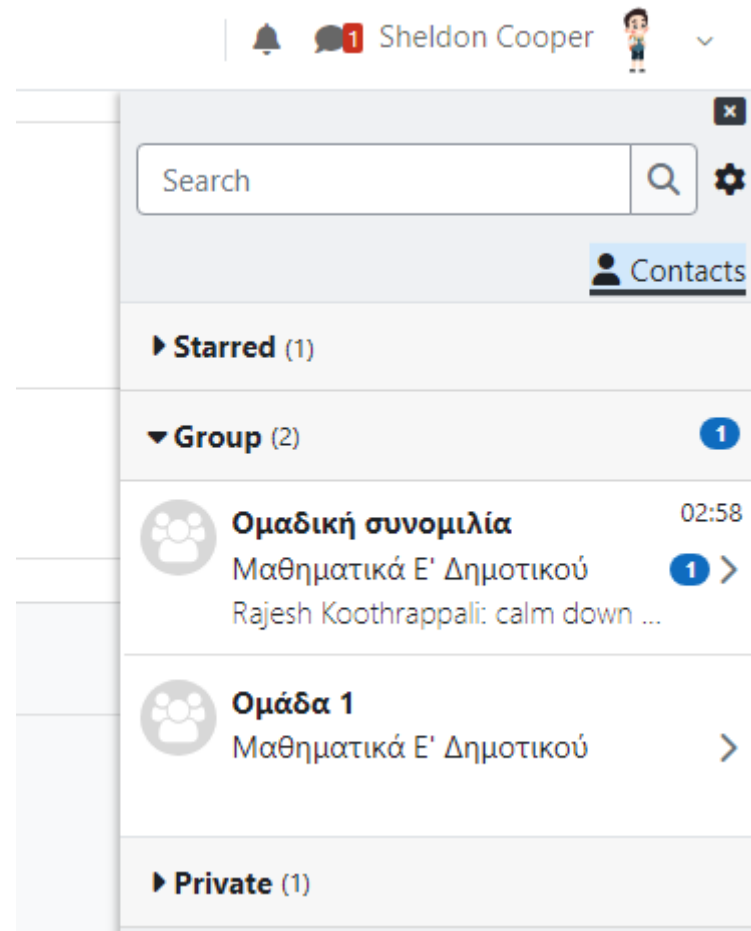 1 Sheldon Cooper
Search
Contacts
Starred (1)
Group (2) 1
Ομαδική συνομιλία 02:58
Μαθηματικά Ε' Δημοτικού 1
Rajesh Koothrappali: calm down ...
Ομάδα 1
Μαθηματικά Ε' Δημοτικού
Private (1)